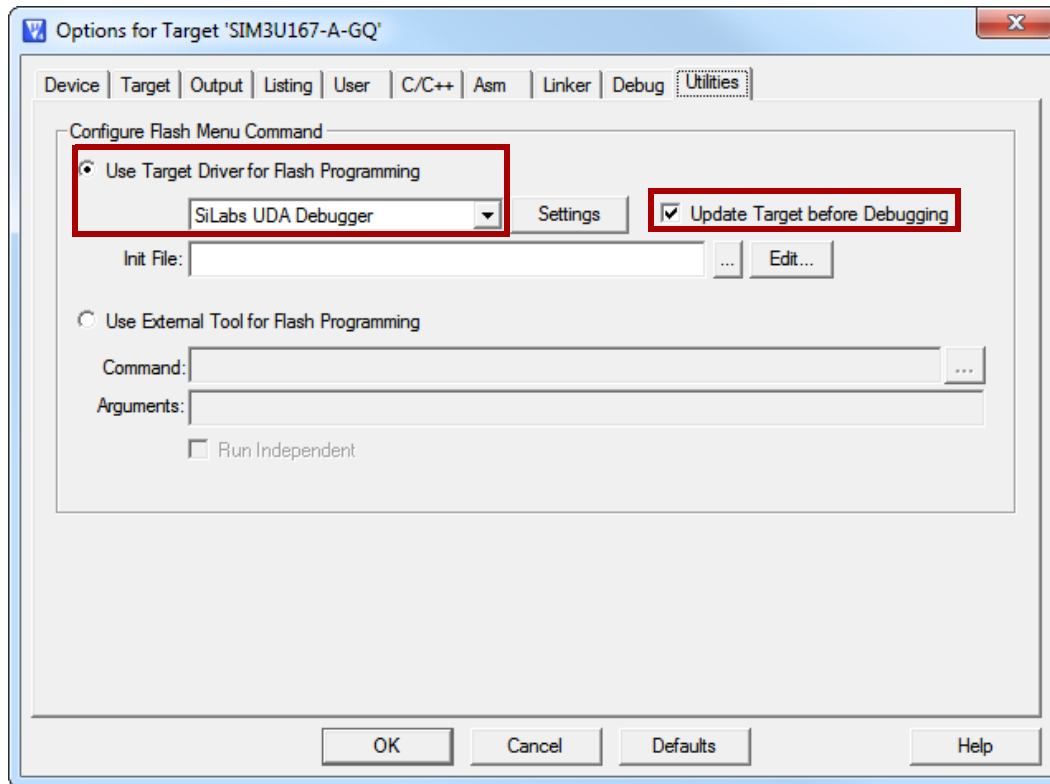 Options for Target 'SIM3U167-A-GQ'
Device Target Output Listing User C/C++ Asm Linker Debug Utilities
Configure Flash Menu Command
Use Target Driver for Flash Programming
SiLabs UDA Debugger Settings Update Target before Debugging
Init File: ... Edit...
Use External Tool for Flash Programming
Command: ...
Arguments:
Run Independent
OK Cancel Defaults Help